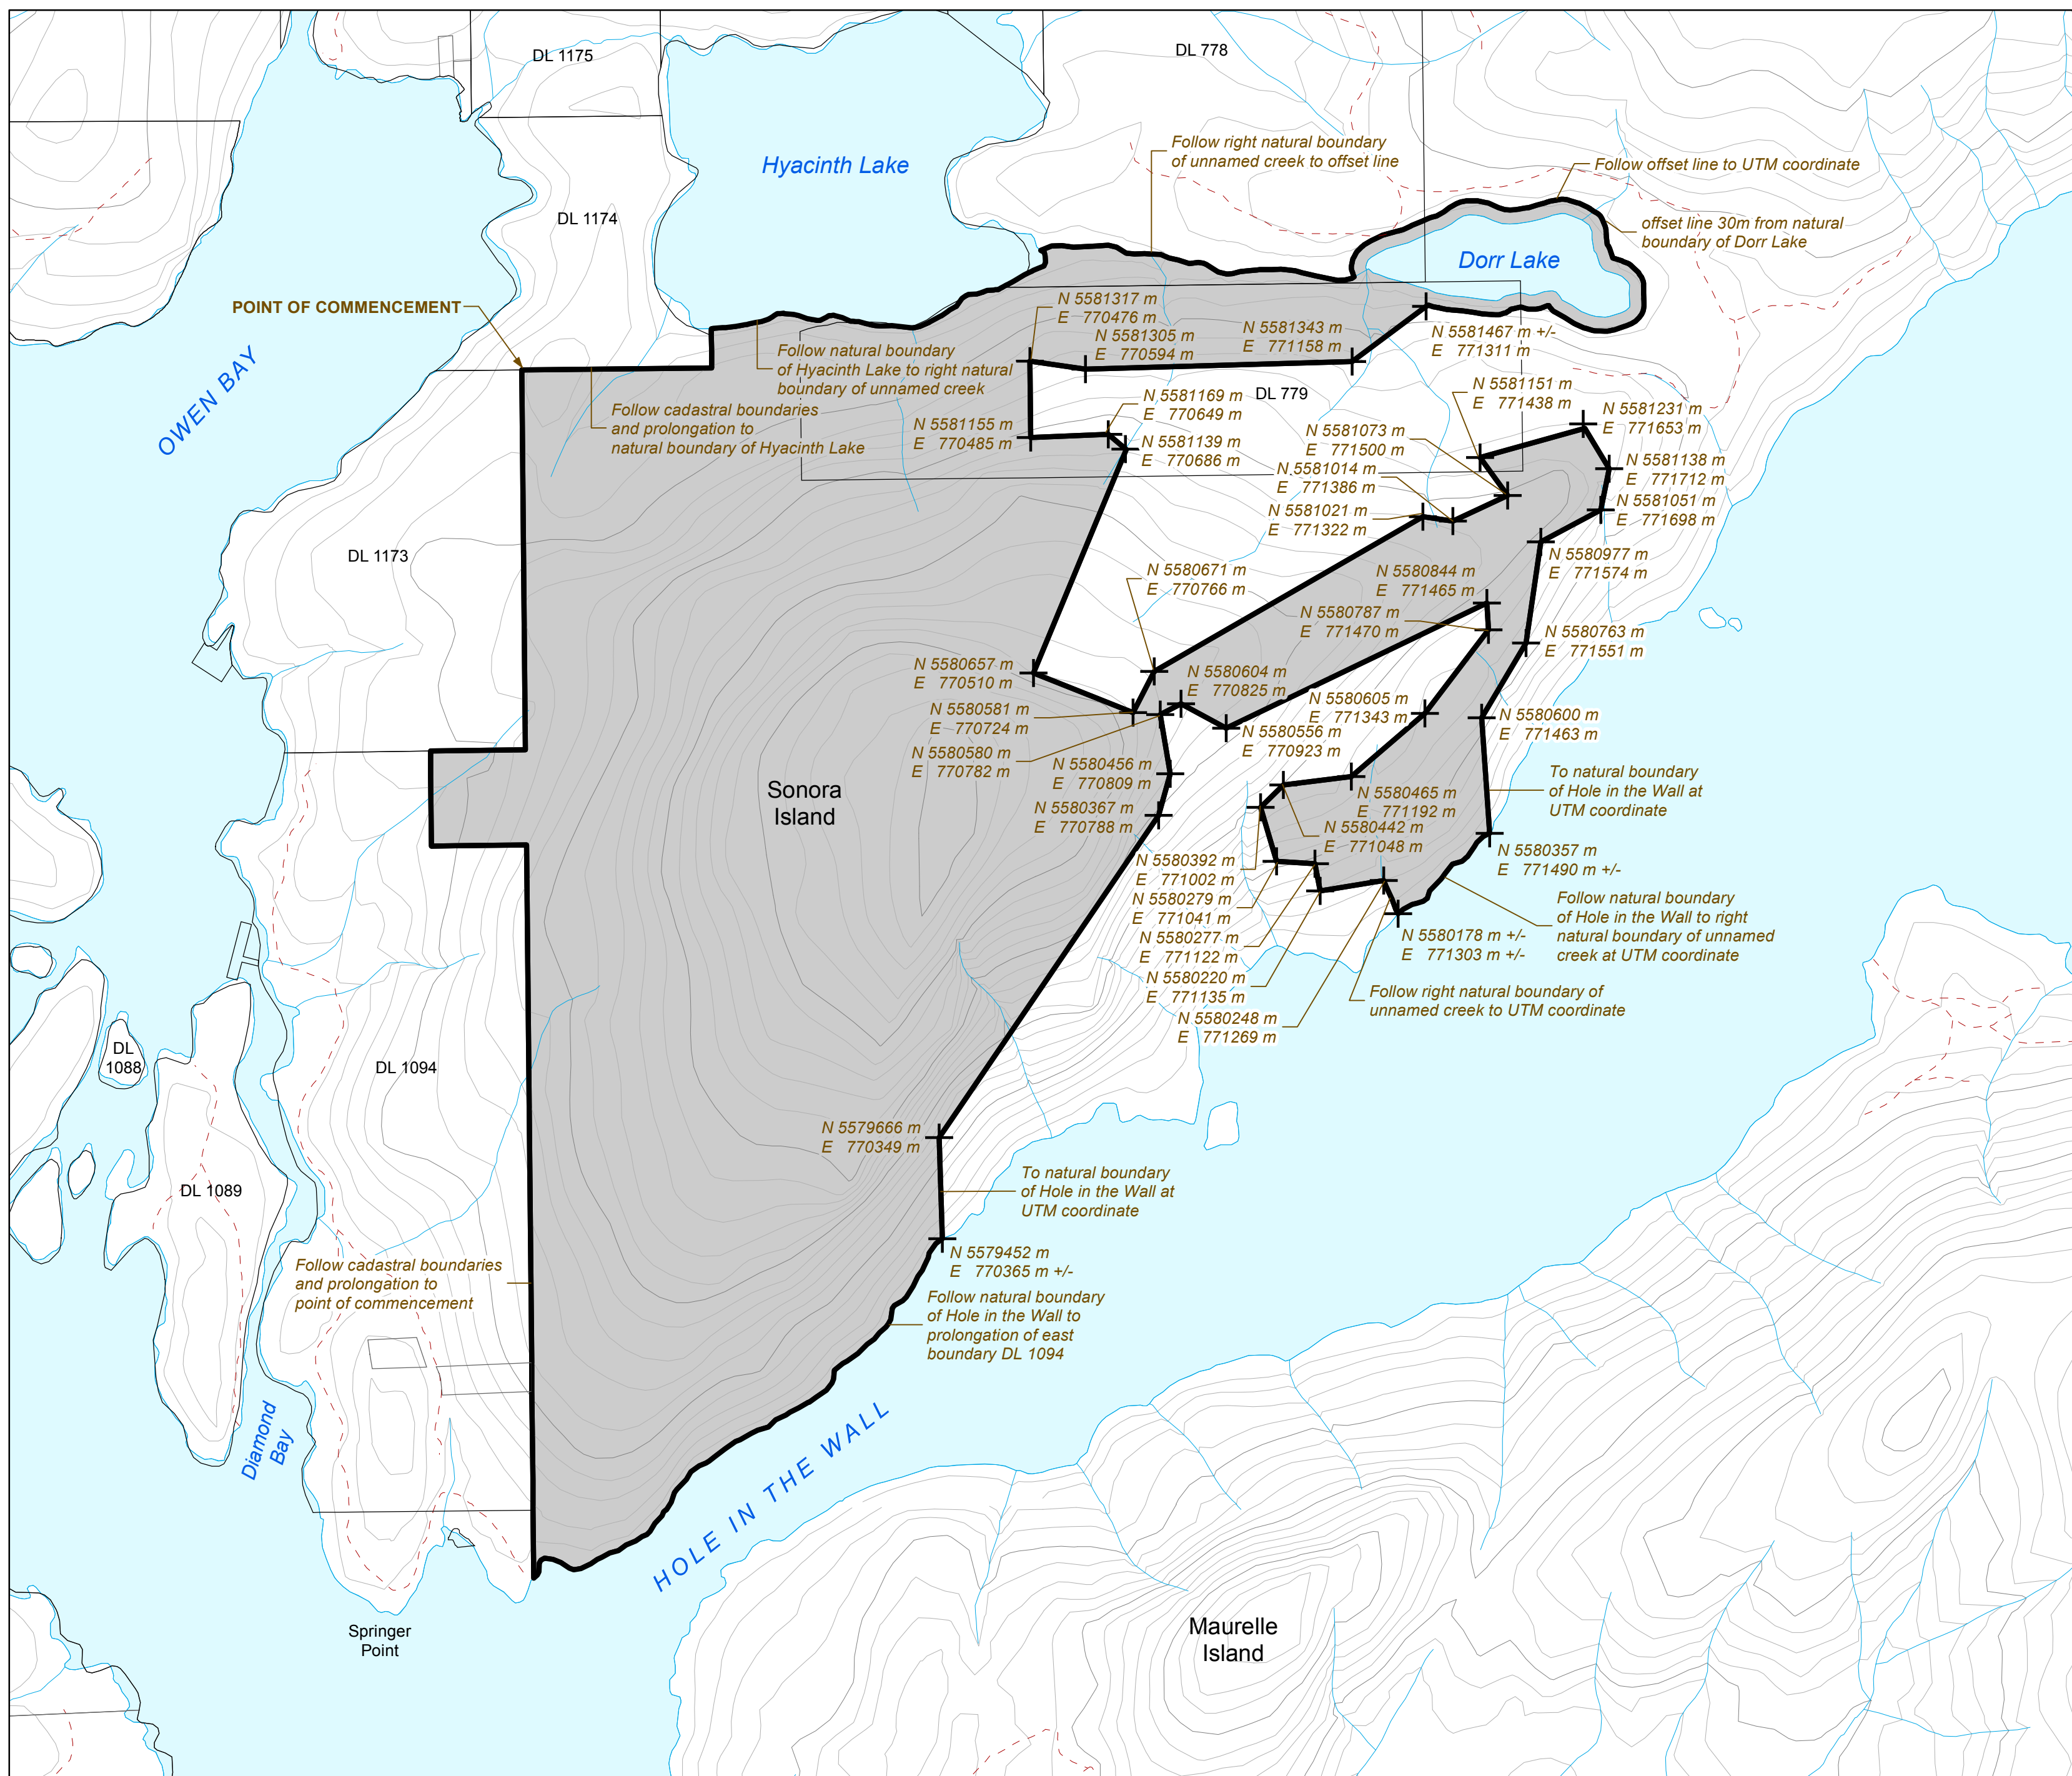 DL 1175
DL 778
Hyacinth Lake
Follow right natural boundary
of unnamed creek to offset line
Follow offset line to UTM coordinate
DL 1174
offset line 30m from natural
boundary of Dorr Lake
Dorr Lake
POINT OF COMMENCEMENT
N 5581317 m
E 770476 m
N 5581305 m
E 770594 m
N 5581343 m
E 771158 m
N 5581467 m +/-
E 771311 m
Follow natural boundary
of Hyacinth Lake to right natural
boundary of unnamed creek
OWEN BAY
Follow cadastral boundaries
and prolongation to
natural boundary of Hyacinth Lake
N 5581155 m
E 770485 m
N 5581169 m
E 770649 m
DL 779
N 5581139 m
E 770686 m
N 5581151 m
E 771438 m
N 5581231 m
E 771653 m
N 5581073 m
E 771500 m
N 5581014 m
E 771386 m
N 5581021 m
E 771322 m
N 5581138 m
E 771712 m
N 5581051 m
E 771698 m
DL 1173
N 5580977 m
E 771574 m
N 5580671 m
E 770766 m
N 5580844 m
E 771465 m
N 5580787 m
E 771470 m
N 5580763 m
E 771551 m
N 5580657 m
E 770510 m
N 5580604 m
E 770825 m
N 5580581 m
E 770724 m
N 5580605 m
E 771343 m
N 5580600 m
E 771463 m
N 5580580 m
E 770782 m
N 5580556 m
E 770923 m
N 5580456 m
E 770809 m
To natural boundary
of Hole in the Wall at
UTM coordinate
Sonora
Island
N 5580465 m
E 771192 m
N 5580367 m
E 770788 m
N 5580442 m
E 771048 m
N 5580357 m
E 771490 m +/-
N 5580392 m
E 771002 m
N 5580279 m
E 771041 m
Follow natural boundary
of Hole in the Wall to right
natural boundary of unnamed
creek at UTM coordinate
N 5580277 m
E 771122 m
N 5580178 m +/-
E 771303 m +/-
N 5580220 m
E 771135 m
Follow right natural boundary of
unnamed creek to UTM coordinate
N 5580248 m
E 771269 m
DL
1088
DL 1094
N 5579666 m
E 770349 m
To natural boundary
of Hole in the Wall at
UTM coordinate
DL 1089
N 5579452 m
E 770365 m +/-
Follow cadastral boundaries
and prolongation to
point of commencement
Follow natural boundary
of Hole in the Wall to
prolongation of east
boundary DL 1094
Diamond
Bay
HOLE IN THE WALL
Springer
Point
Maurelle
Island